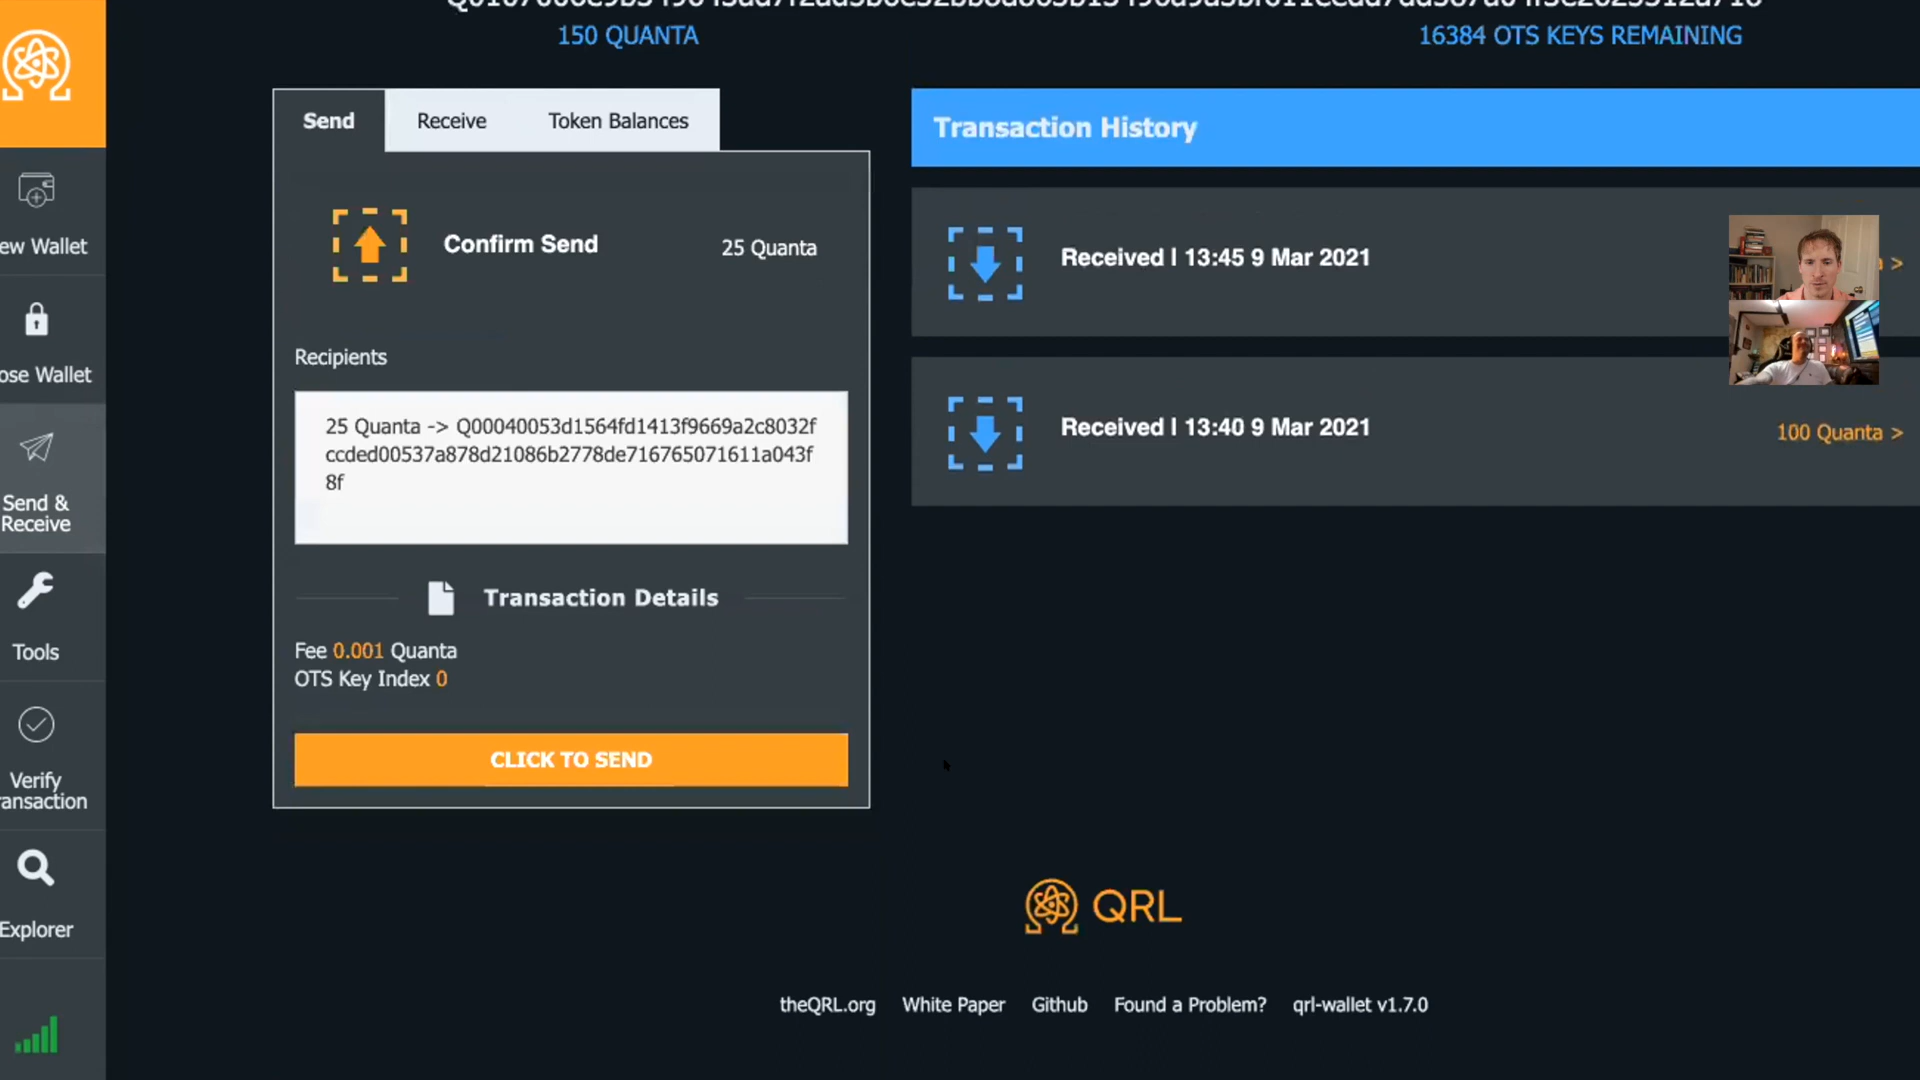 150 QUANTA
16384 OTS KEYS REMAINING
Send
Receive
Token Balances
Transaction History
Confirm Send
25 Quanta
Received | 13:45 9 Mar 2021
>
Received | 13:40 9 Mar 2021
100 Quanta >
Recipients
25 Quanta -> Q00040053d1564fd1413f9669a2c8032f
ccded00537a878d21086b2778de716765071611a043f
8f
Transaction Details
Fee 0.001 Quanta
OTS Key Index 0
CLICK TO SEND
ew Wallet
ose Wallet
Send &
Receive
Tools
Verify
ransaction
Explorer
QRL
theQRL.org
White Paper
Github
Found a Problem?
qrl-wallet v1.7.0